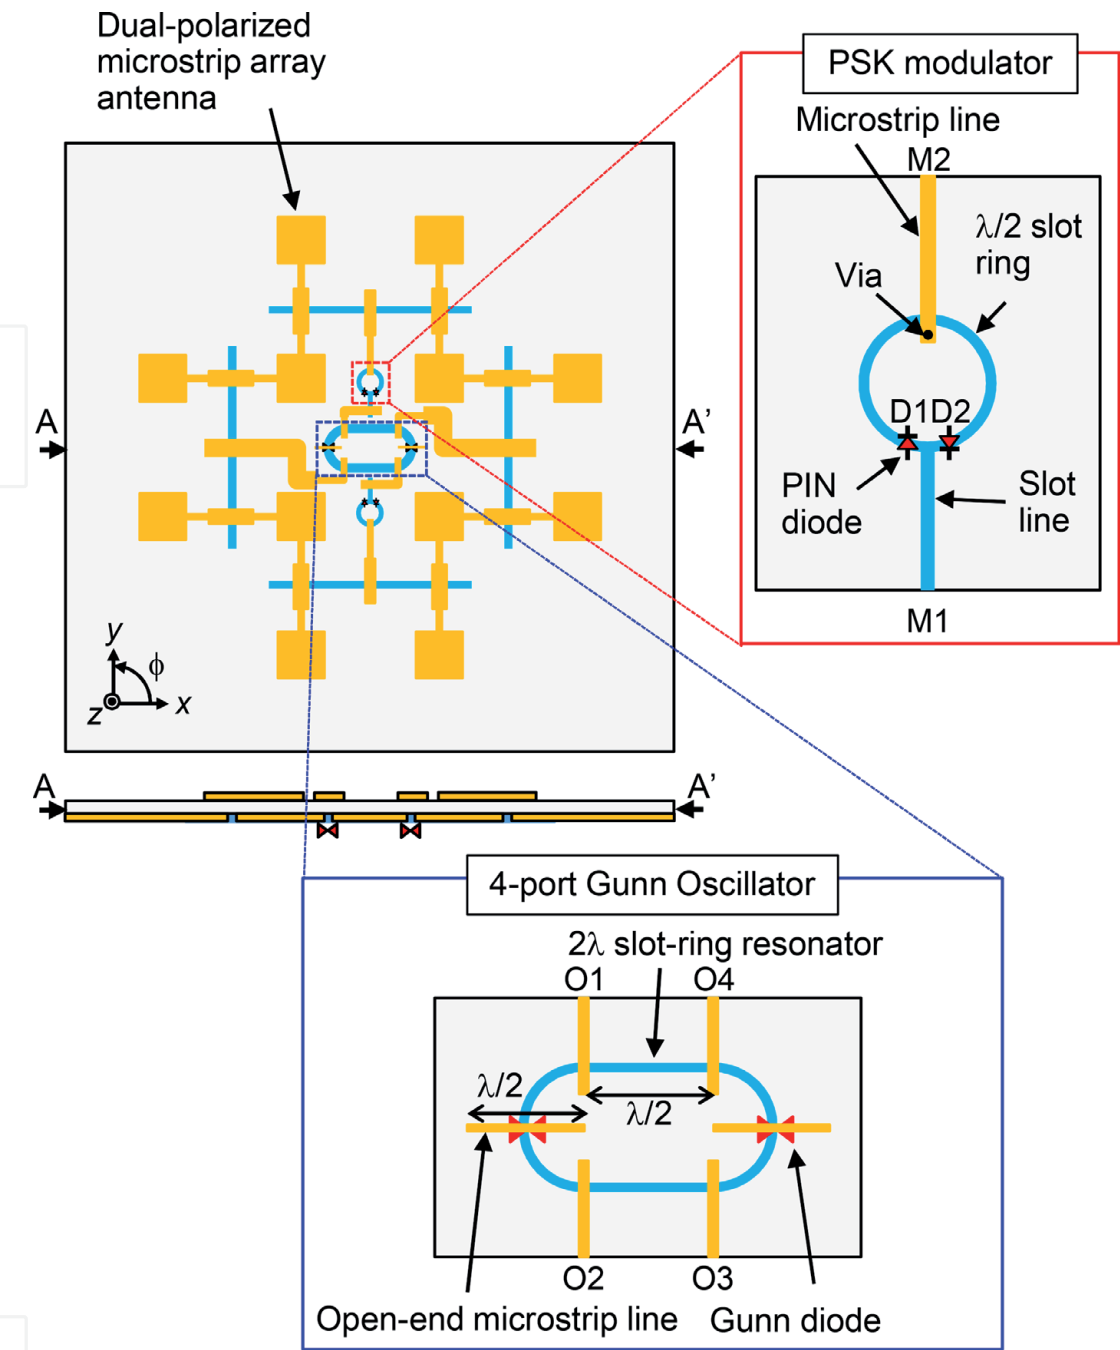 Dual-polarized
microstrip array
antenna
PSK modulator
Microstrip line
M2
λ/2 slot
ring
Via
D1D2
PIN
diode
Slot
line
M1
A
A’
y
ϕ
x
z
A
A’
4-port Gunn Oscillator
2λ slot-ring resonator
O1
O4
λ/2
λ/2
O2
O3
Open-end microstrip line
Gunn diode